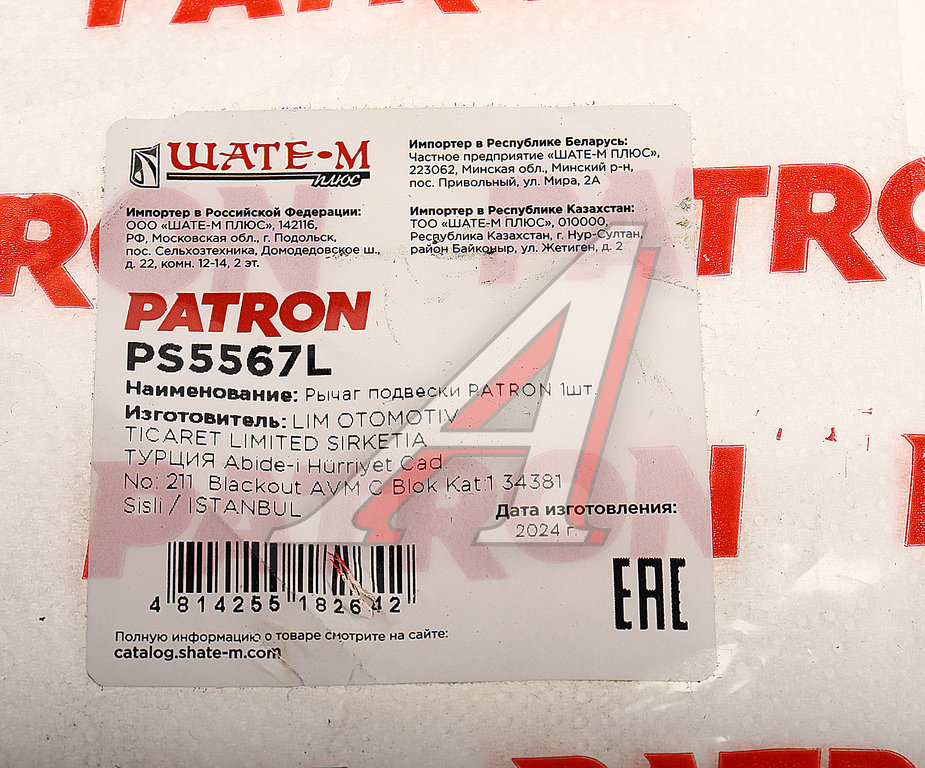 PATRON
ШАТЕ-М
ПЛЮС
Импортер в Российской Федерации:
ООО «ШАТЕ-М ПЛЮС», 142116,
РФ, Московская обл., г. Подольск,
пос. Сельхозтехника, Домодедовское ш.,
д. 22, комн. 12-14, 2 эт.
Импортер в Республике Беларусь:
Частное предприятие «ШАТЕ-М ПЛЮС»,
223062, Минская обл., Минский р-н,
пос. Привольный, ул. Мира, 2А
Импортер в Республике Казахстан:
ТОО «ШАТЕ-М ПЛЮС», 010000,
Республика Казахстан, г. Нур-Султан,
район Байконыр, ул. Жетиген, д. 2
PATRON
PS5567L
Наименование: Рычаг подвески PATRON 1шт.
Изготовитель: LIM OTOMOTIV
TICARET LIMITED SIRKETIA
ТУРЦИЯ Abide-i Hürriyet Cad.
No: 211 Blackout AVM C Blok Kat:1 34381
Sisli / ISTANBUL
Дата изготовления:
2024 г.
4 814255 182642
EAC
Полную информацию о товаре смотрите на сайте:
catalog.shate-m.com
PATRON